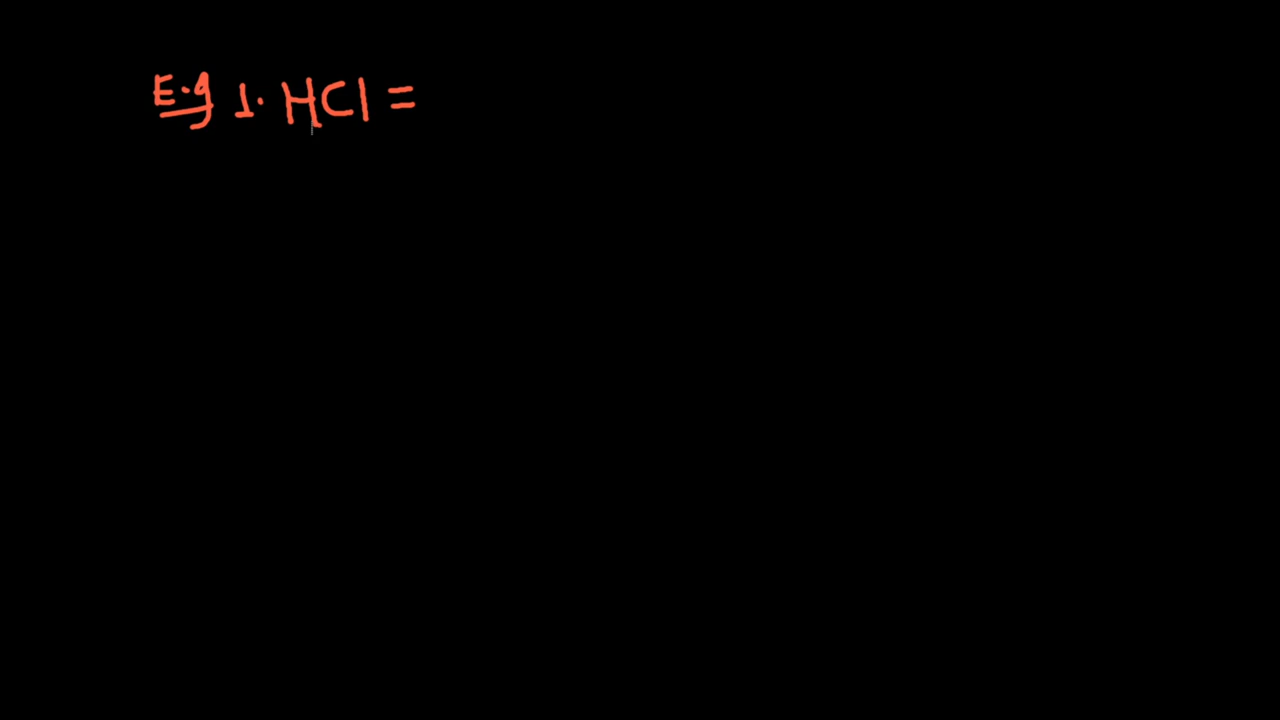 E.g 1. HCl =